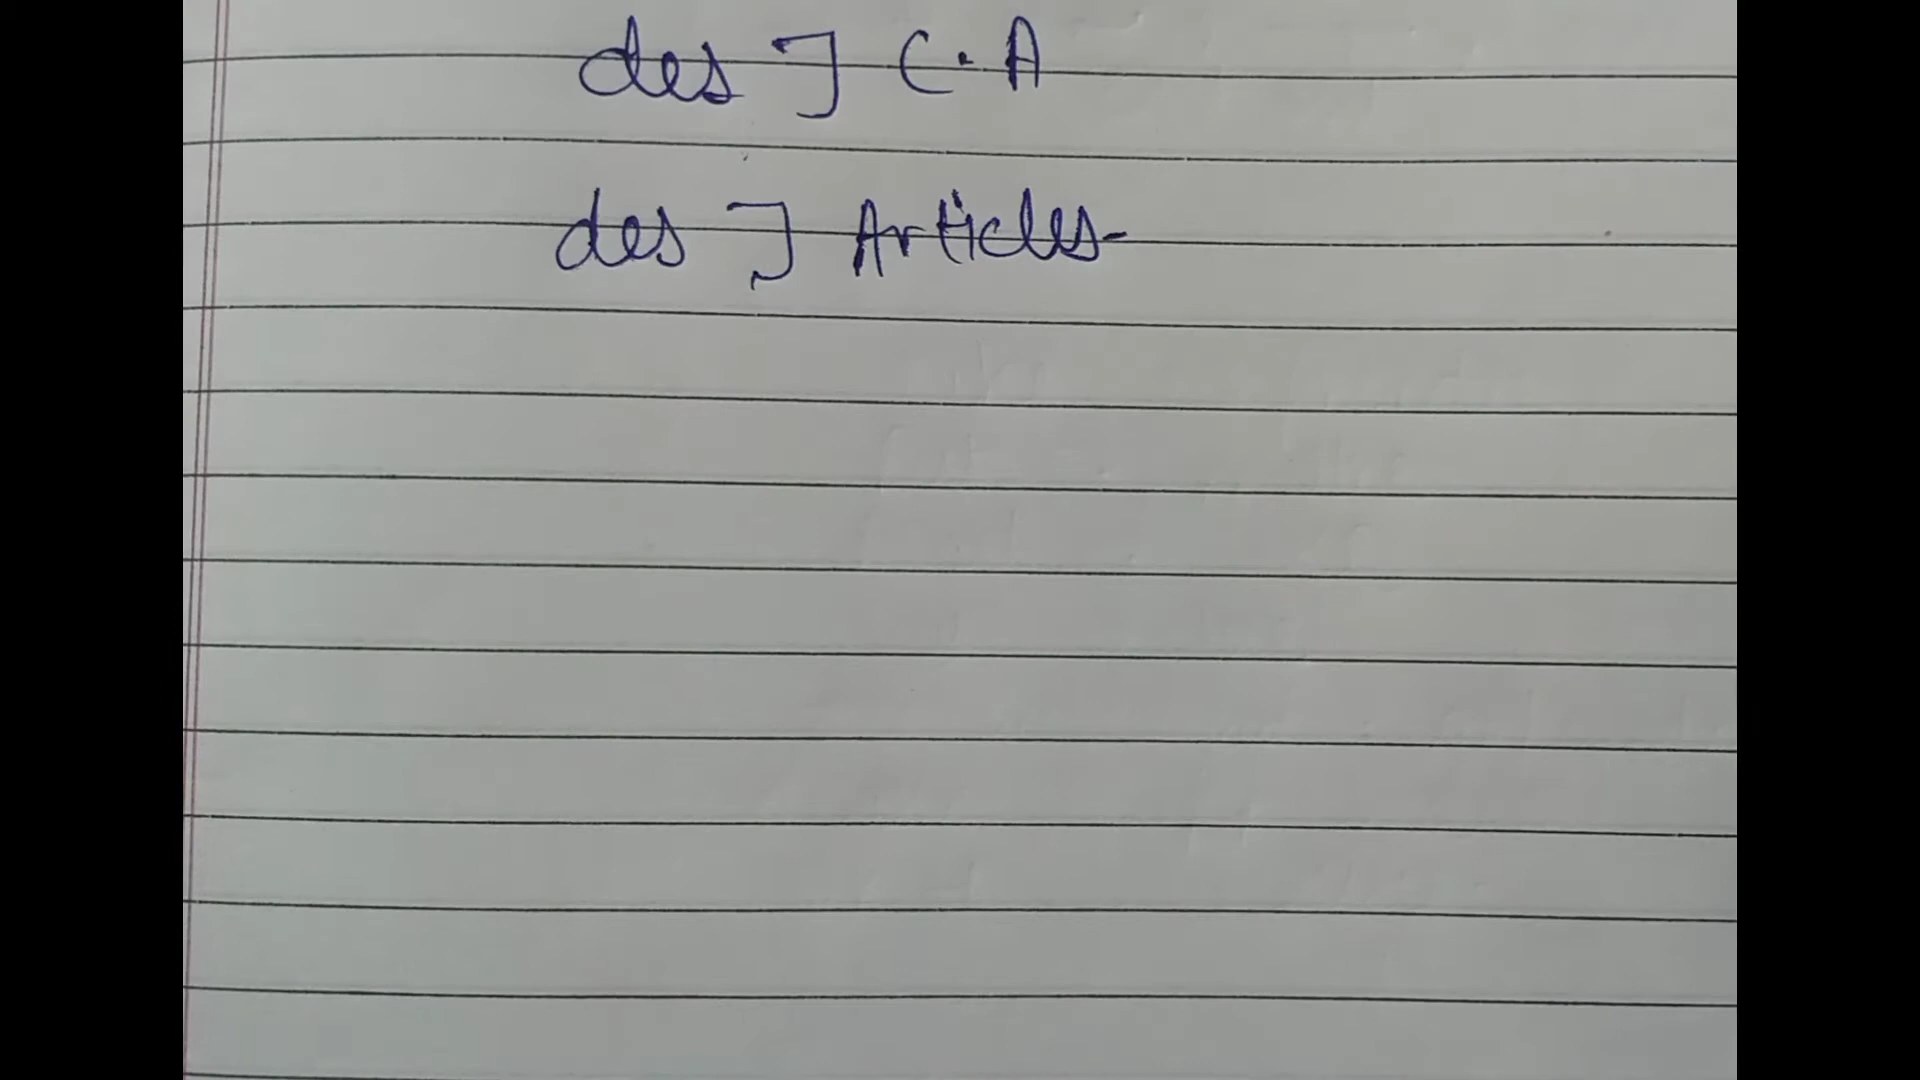 des ] C.A
des ] Articles-